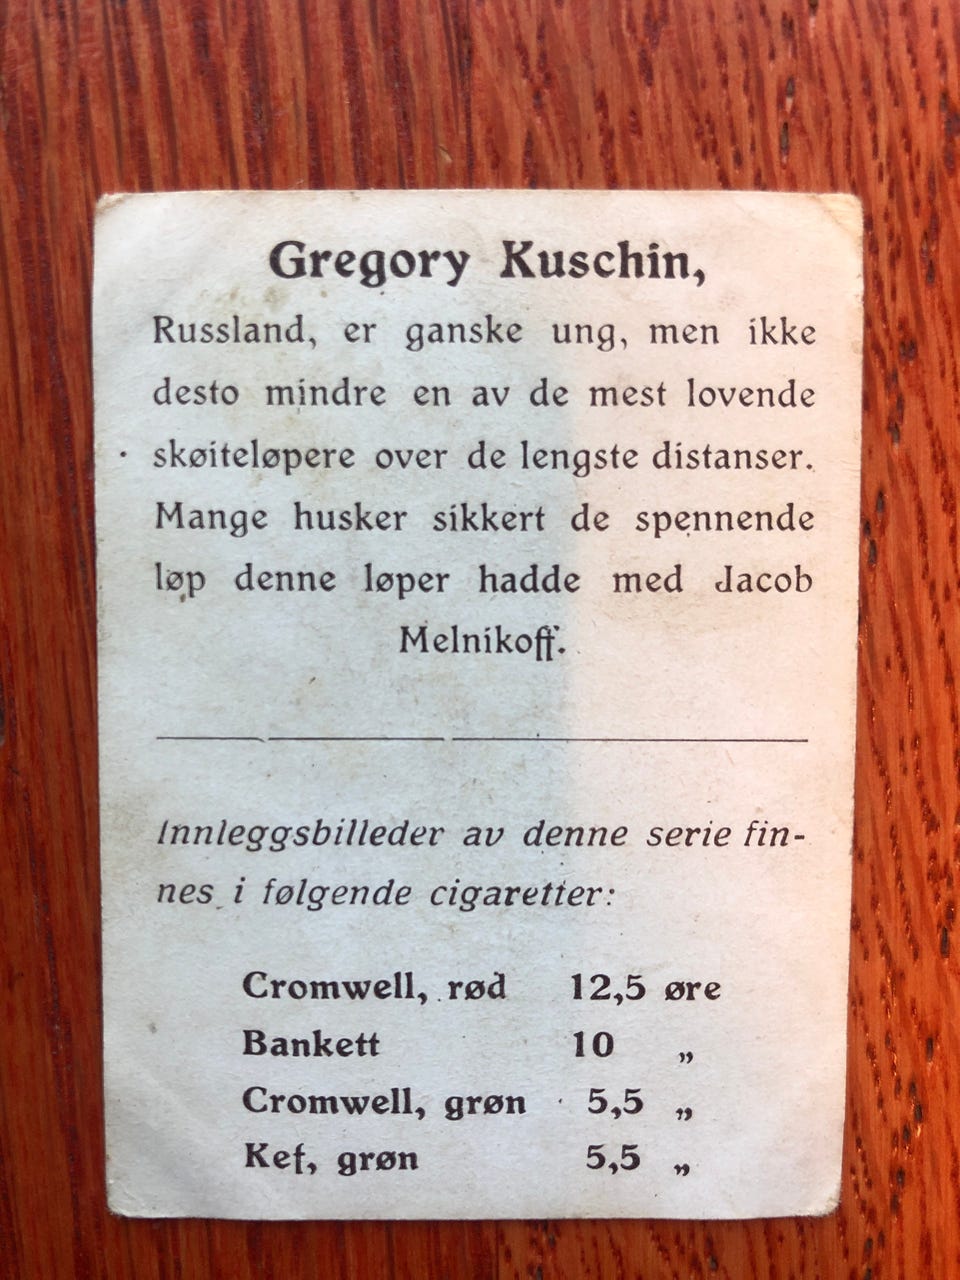 Gregory Kuschin,
Russland, er ganske ung, men ikke
desto mindre en av de mest lovende
skøiteløpere over de lengste distanser.
Mange husker sikkert de spennende
løp denne løper hadde med Jacob
Melnikoff.
Innleggsbilleder av denne serie fin-
nes i følgende cigaretter:
Cromwell, rød 12,5 øre
Bankett 10 „
Cromwell, grøn 5,5 „
Kef, grøn 5,5 „